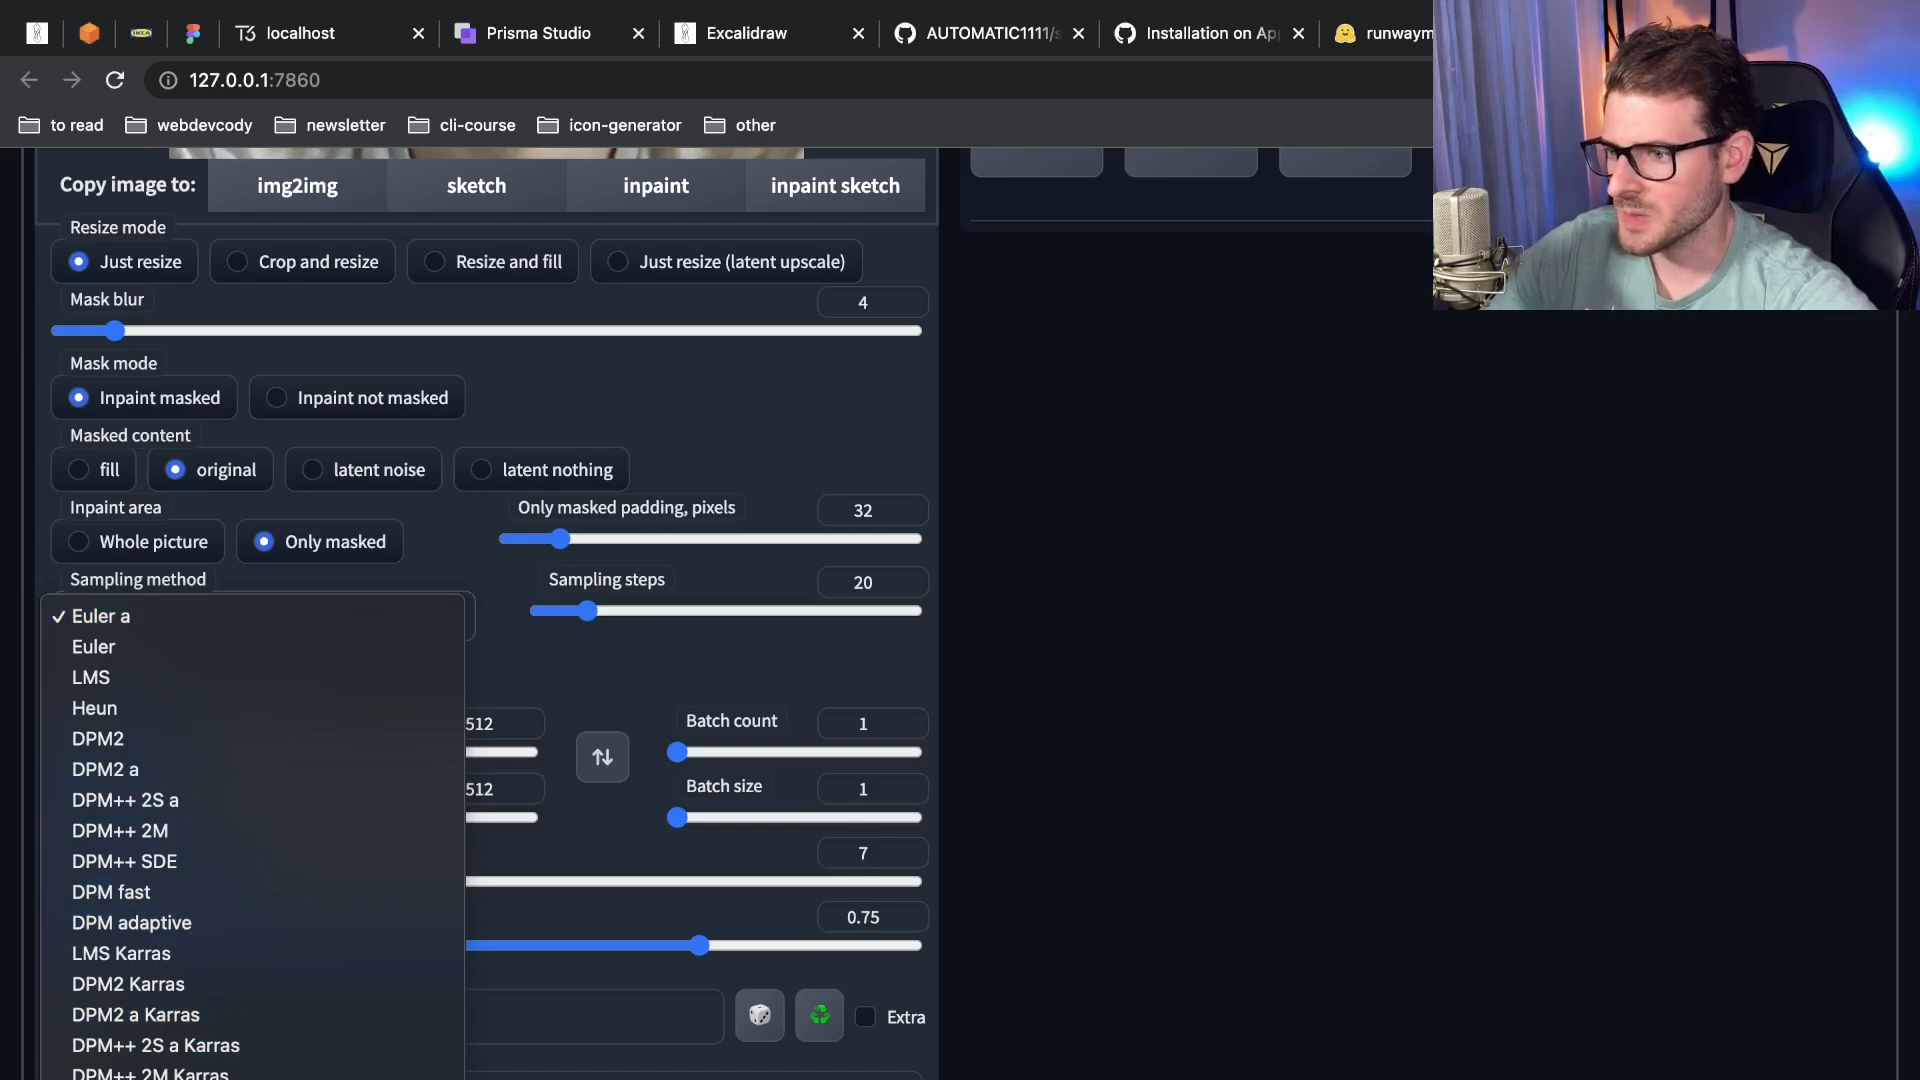 localhost
Prisma Studio
Excalidraw
AUTOMATIC1111/s
Installation on Ap
runwaym
127.0.0.1:7860
to read
webdevcody
newsletter
cli-course
icon-generator
other
Copy image to:
img2img
sketch
inpaint
inpaint sketch
Resize mode
Just resize
Crop and resize
Resize and fill
Just resize (latent upscale)
Mask blur
4
Mask mode
Inpaint masked
Inpaint not masked
Masked content
fill
original
latent noise
latent nothing
Inpaint area
Only masked padding, pixels
32
Whole picture
Only masked
Sampling method
Sampling steps
20
✓ Euler a
Euler
LMS
Heun
DPM2
DPM2 a
DPM++ 2S a
DPM++ 2M
DPM++ SDE
DPM fast
DPM adaptive
LMS Karras
DPM2 Karras
DPM2 a Karras
DPM++ 2S a Karras
DPM++ 2M Karras
512
Batch count
1
512
Batch size
1
7
0.75
Extra